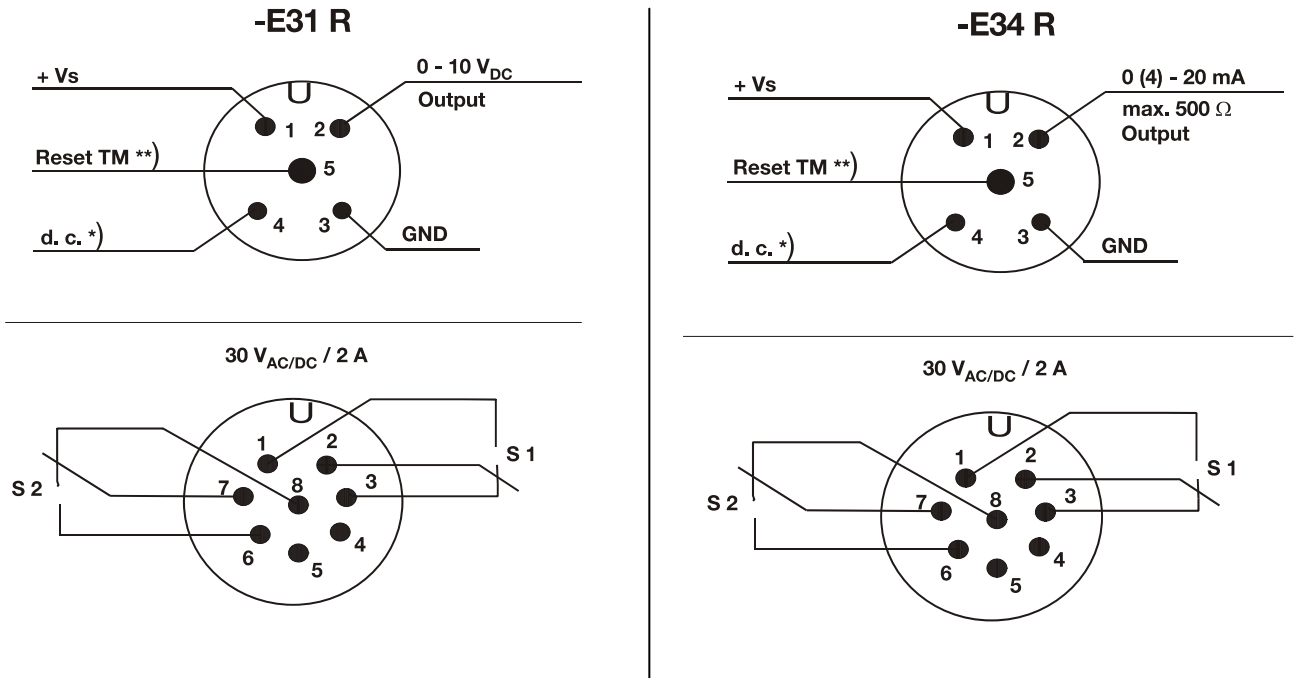 -E31 R
+ Vs
0 - 10 VDC
Output
1 2
Reset TM **)
5
4 3
d. c. *)
GND
30 VAC/DC / 2 A
1 2
S 1
7 8 3
S 2
6 4
5
-E34 R
+ Vs
0 (4) - 20 mA
max. 500 Ω
Output
1 2
Reset TM **)
5
4 3
d. c. *)
GND
30 VAC/DC / 2 A
1 2
S 1
7 8 3
S 2
6 4
5